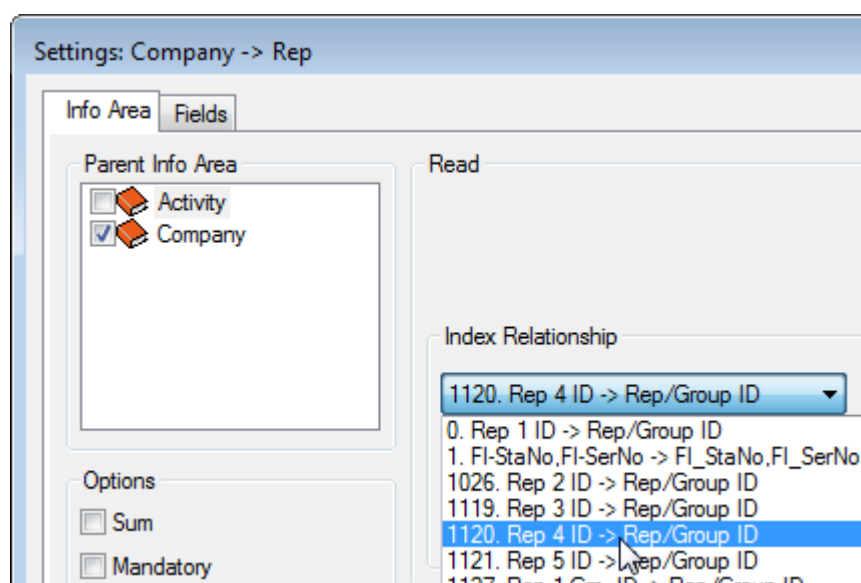 Settings: Company -> Rep
Info Area
Fields
Parent Info Area
Activity
Company
Read
Index Relationship
1120. Rep 4 ID -> Rep/Group ID
0. Rep 1 ID -> Rep/Group ID
1. FI-StaNo,FI-SerNo -> FI_StaNo,FI_SerNo
1026. Rep 2 ID -> Rep/Group ID
1119. Rep 3 ID -> Rep/Group ID
1120. Rep 4 ID -> Rep/Group ID
1121. Rep 5 ID -> Rep/Group ID
Options
Sum
Mandatory